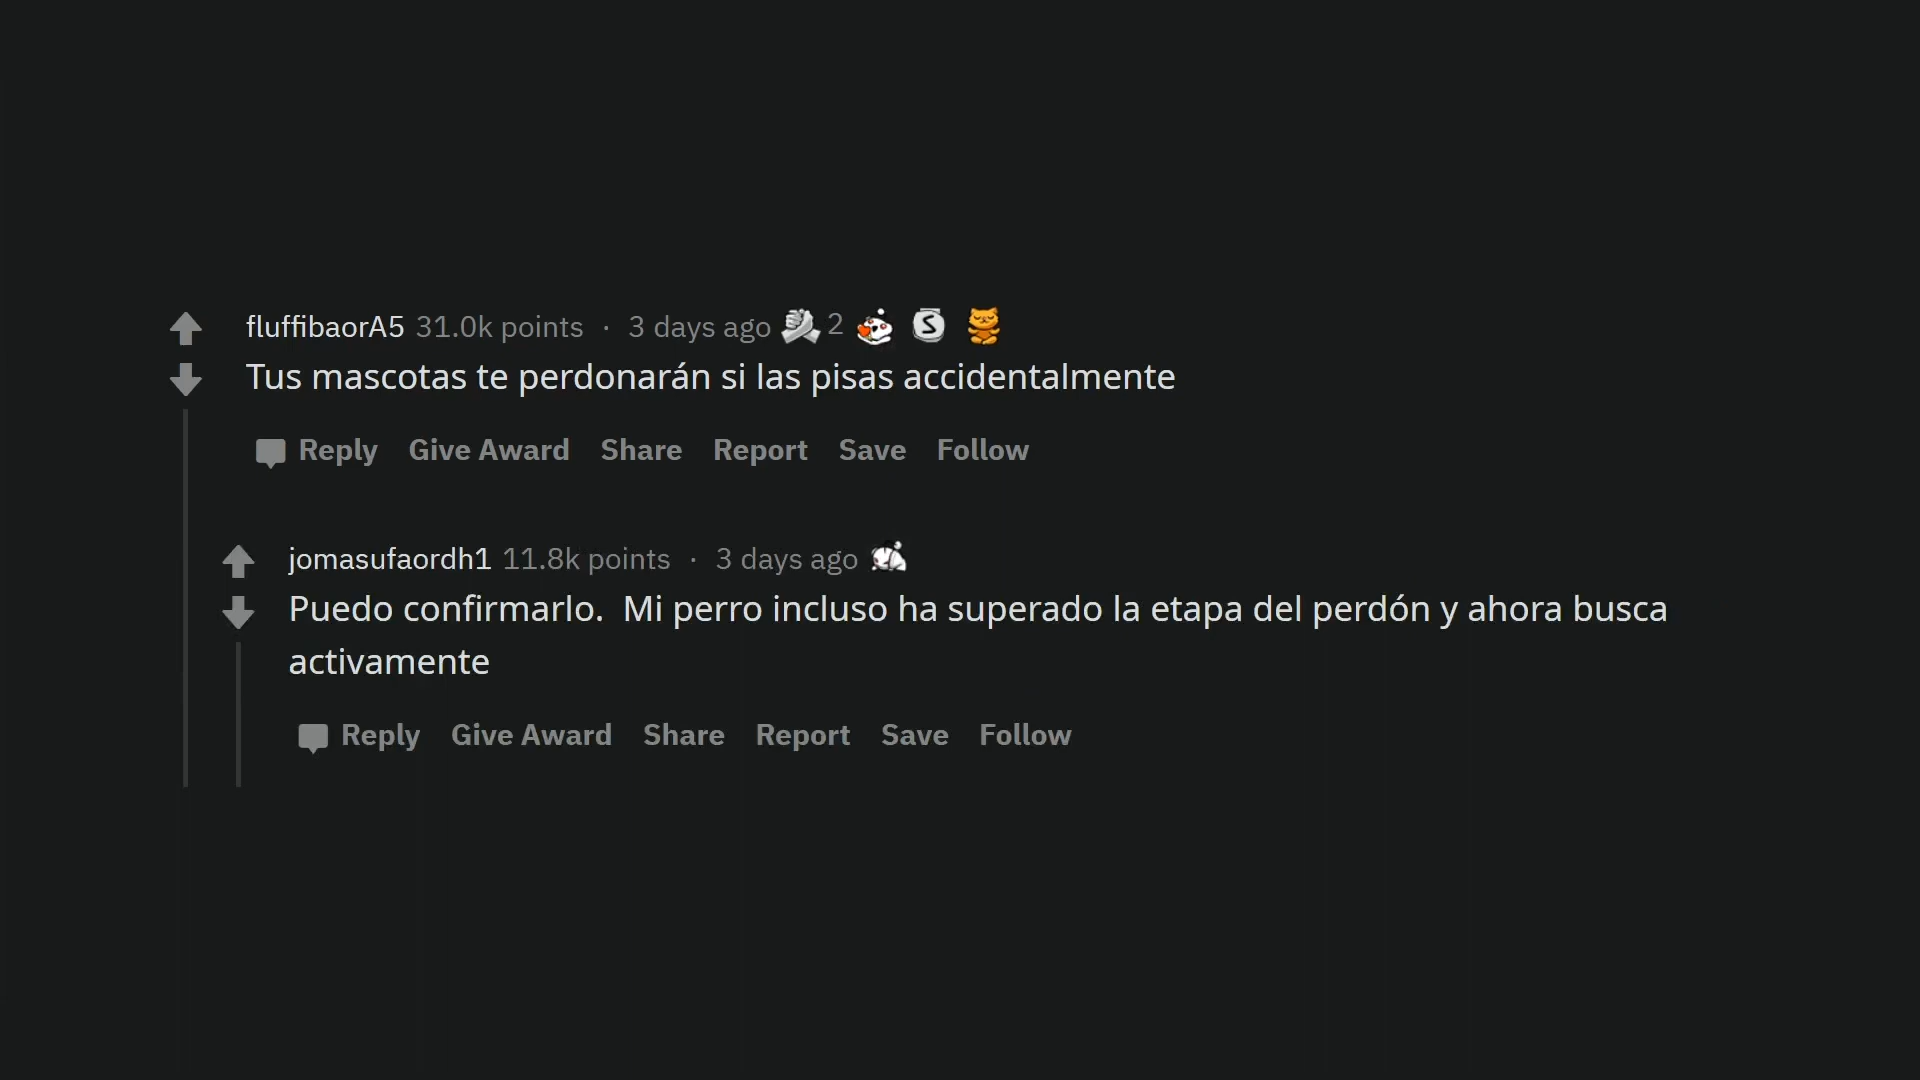 fluffibaorA5 31.0k points · 3 days ago 2 S
Tus mascotas te perdonarán si las pisas accidentalmente
Reply Give Award Share Report Save Follow
jomasufaordh1 11.8k points · 3 days ago
Puedo confirmarlo.  Mi perro incluso ha superado la etapa del perdón y ahora busca
activamente
Reply Give Award Share Report Save Follow